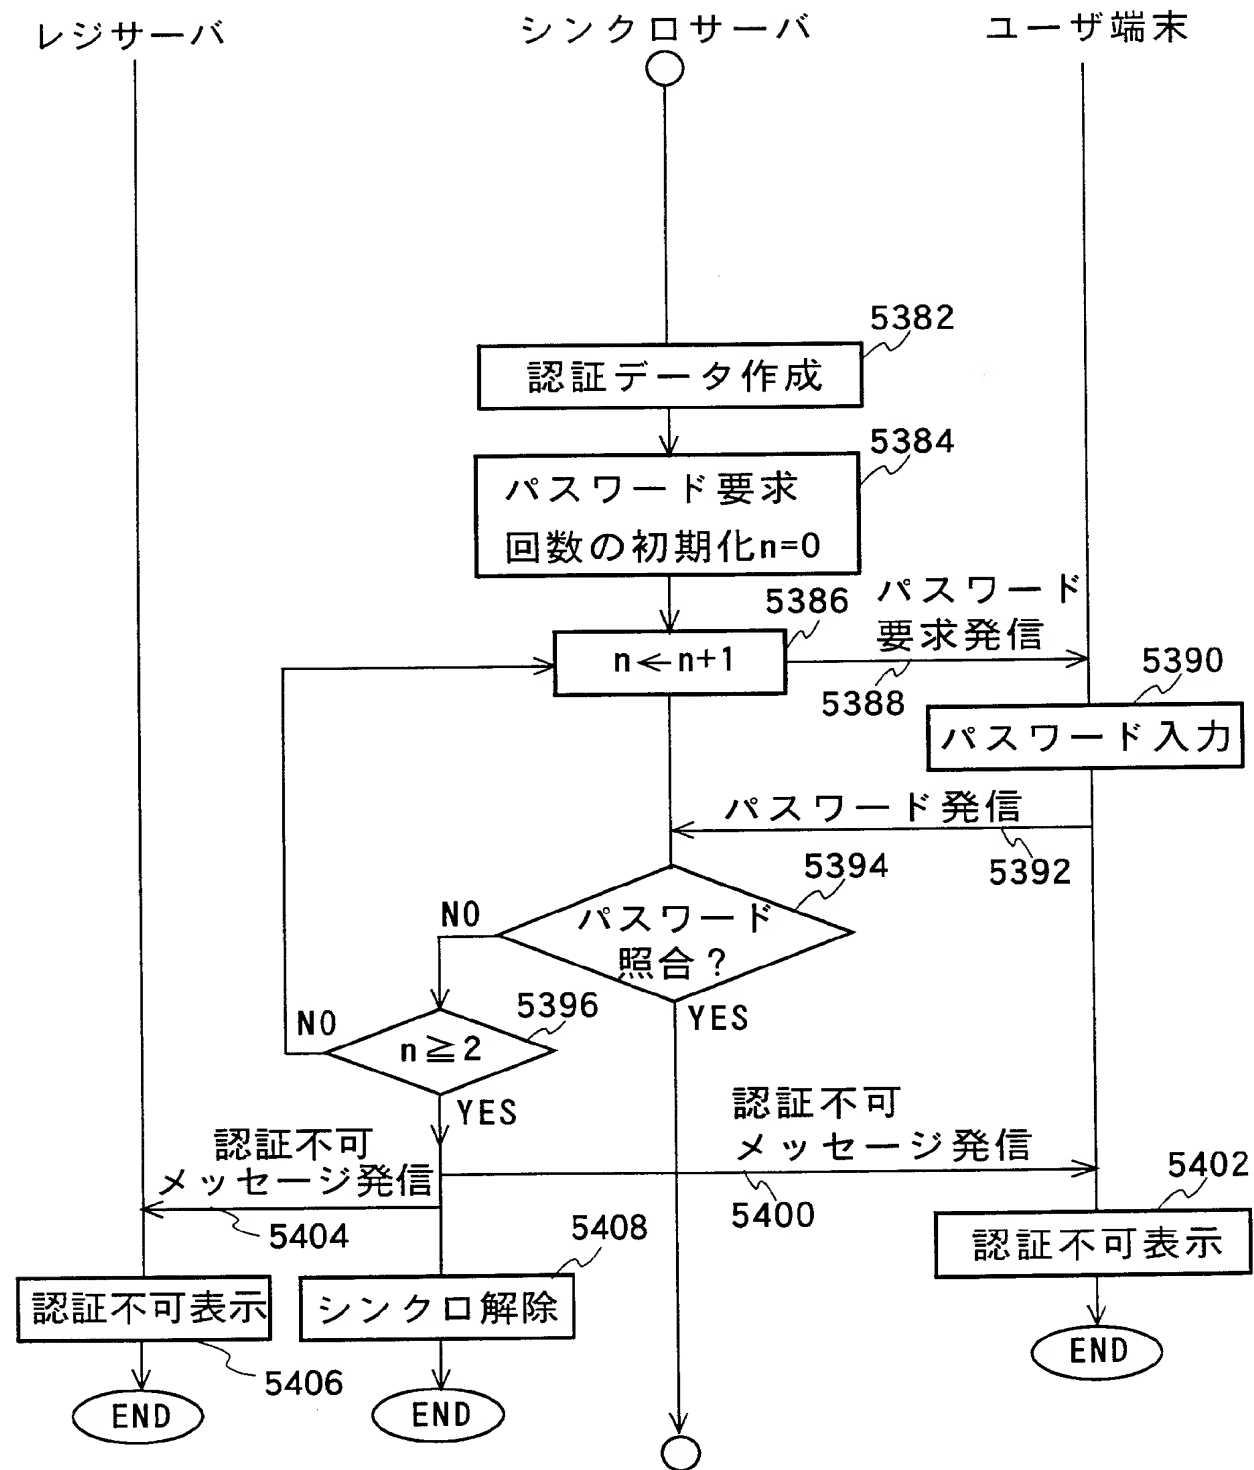 レジサーバ
シンクロサーバ
ユーザ端末
5382
認証データ作成
5384
パスワード要求
回数の初期化n=0
5386
パスワード
要求発信
n←n+1
5388
5390
パスワード入力
パスワード発信
5392
5394
パスワード
照合？
NO
YES
5396
NO
n≧2
YES
認証不可
メッセージ発信
5400
認証不可
メッセージ発信
5404
5402
認証不可表示
5408
認証不可表示
シンクロ解除
5406
END
END
END